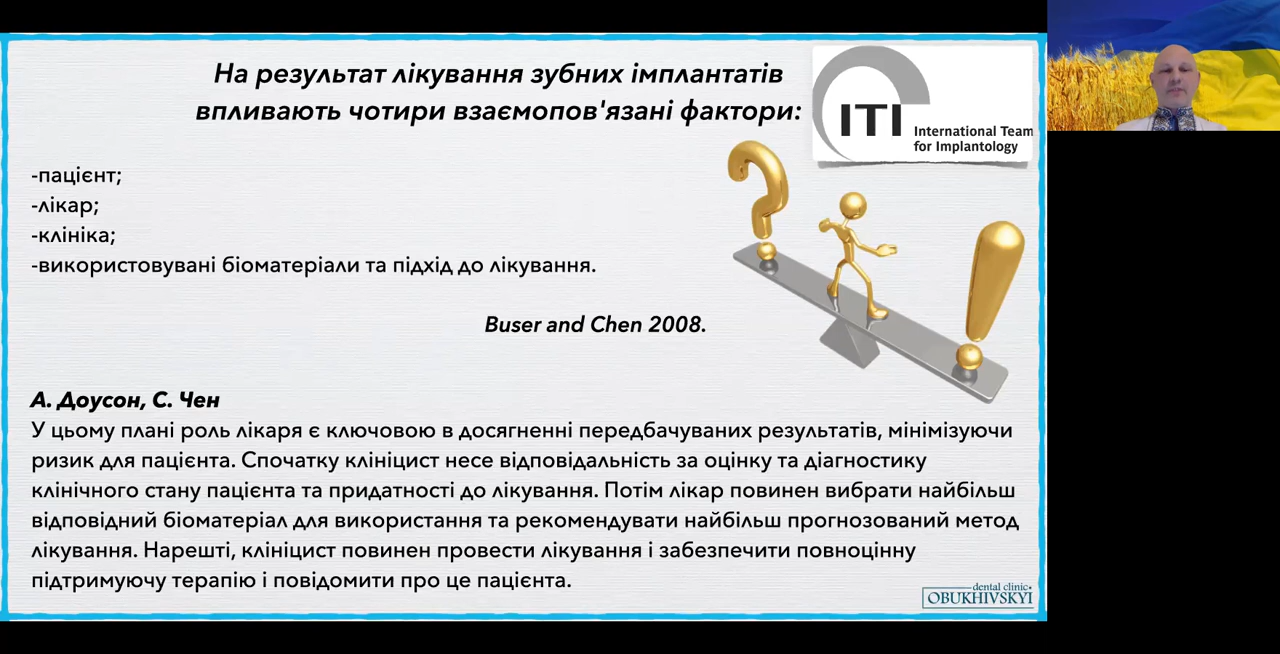 На результат лікування зубних імплантатів
впливають чотири взаємопов'язані фактори:
ITI
International Team
for Implantology
-пацієнт;
-лікар;
-клініка;
-використовувані біоматеріали та підхід до лікування.
Buser and Chen 2008.
А. Доусон, С. Чен
У цьому плані роль лікаря є ключовою в досягненні передбачуваних результатів, мінімізуючи
ризик для пацієнта. Спочатку клініцист несе відповідальність за оцінку та діагностику
клінічного стану пацієнта та придатності до лікування. Потім лікар повинен вибрати найбільш
відповідний біоматеріал для використання та рекомендувати найбільш прогнозований метод
лікування. Нарешті, клініцист повинен провести лікування і забезпечити повноцінну
підтримуючу терапію і повідомити про це пацієнта.
dental clinic
OBUKHIVSKYI